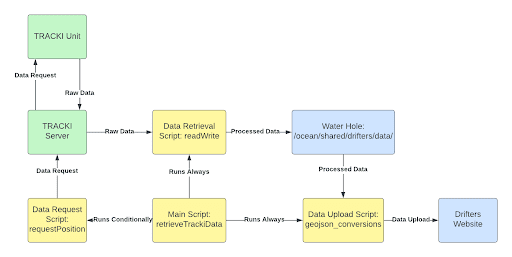 TRACKI Unit
Data Request
Raw Data
TRACKI
Server
Raw Data
Data Retrieval
Script: readWrite
Processed Data
Water Hole:
/ocean/shared/drifters/data/
Data Request
Runs Always
Processed Data
Data Request
Script:
requestPosition
Runs Conditionally
Main Script:
retrieveTrackiData
Runs Always
Data Upload Script:
geojson_conversions
Data Upload
Drifters
Website